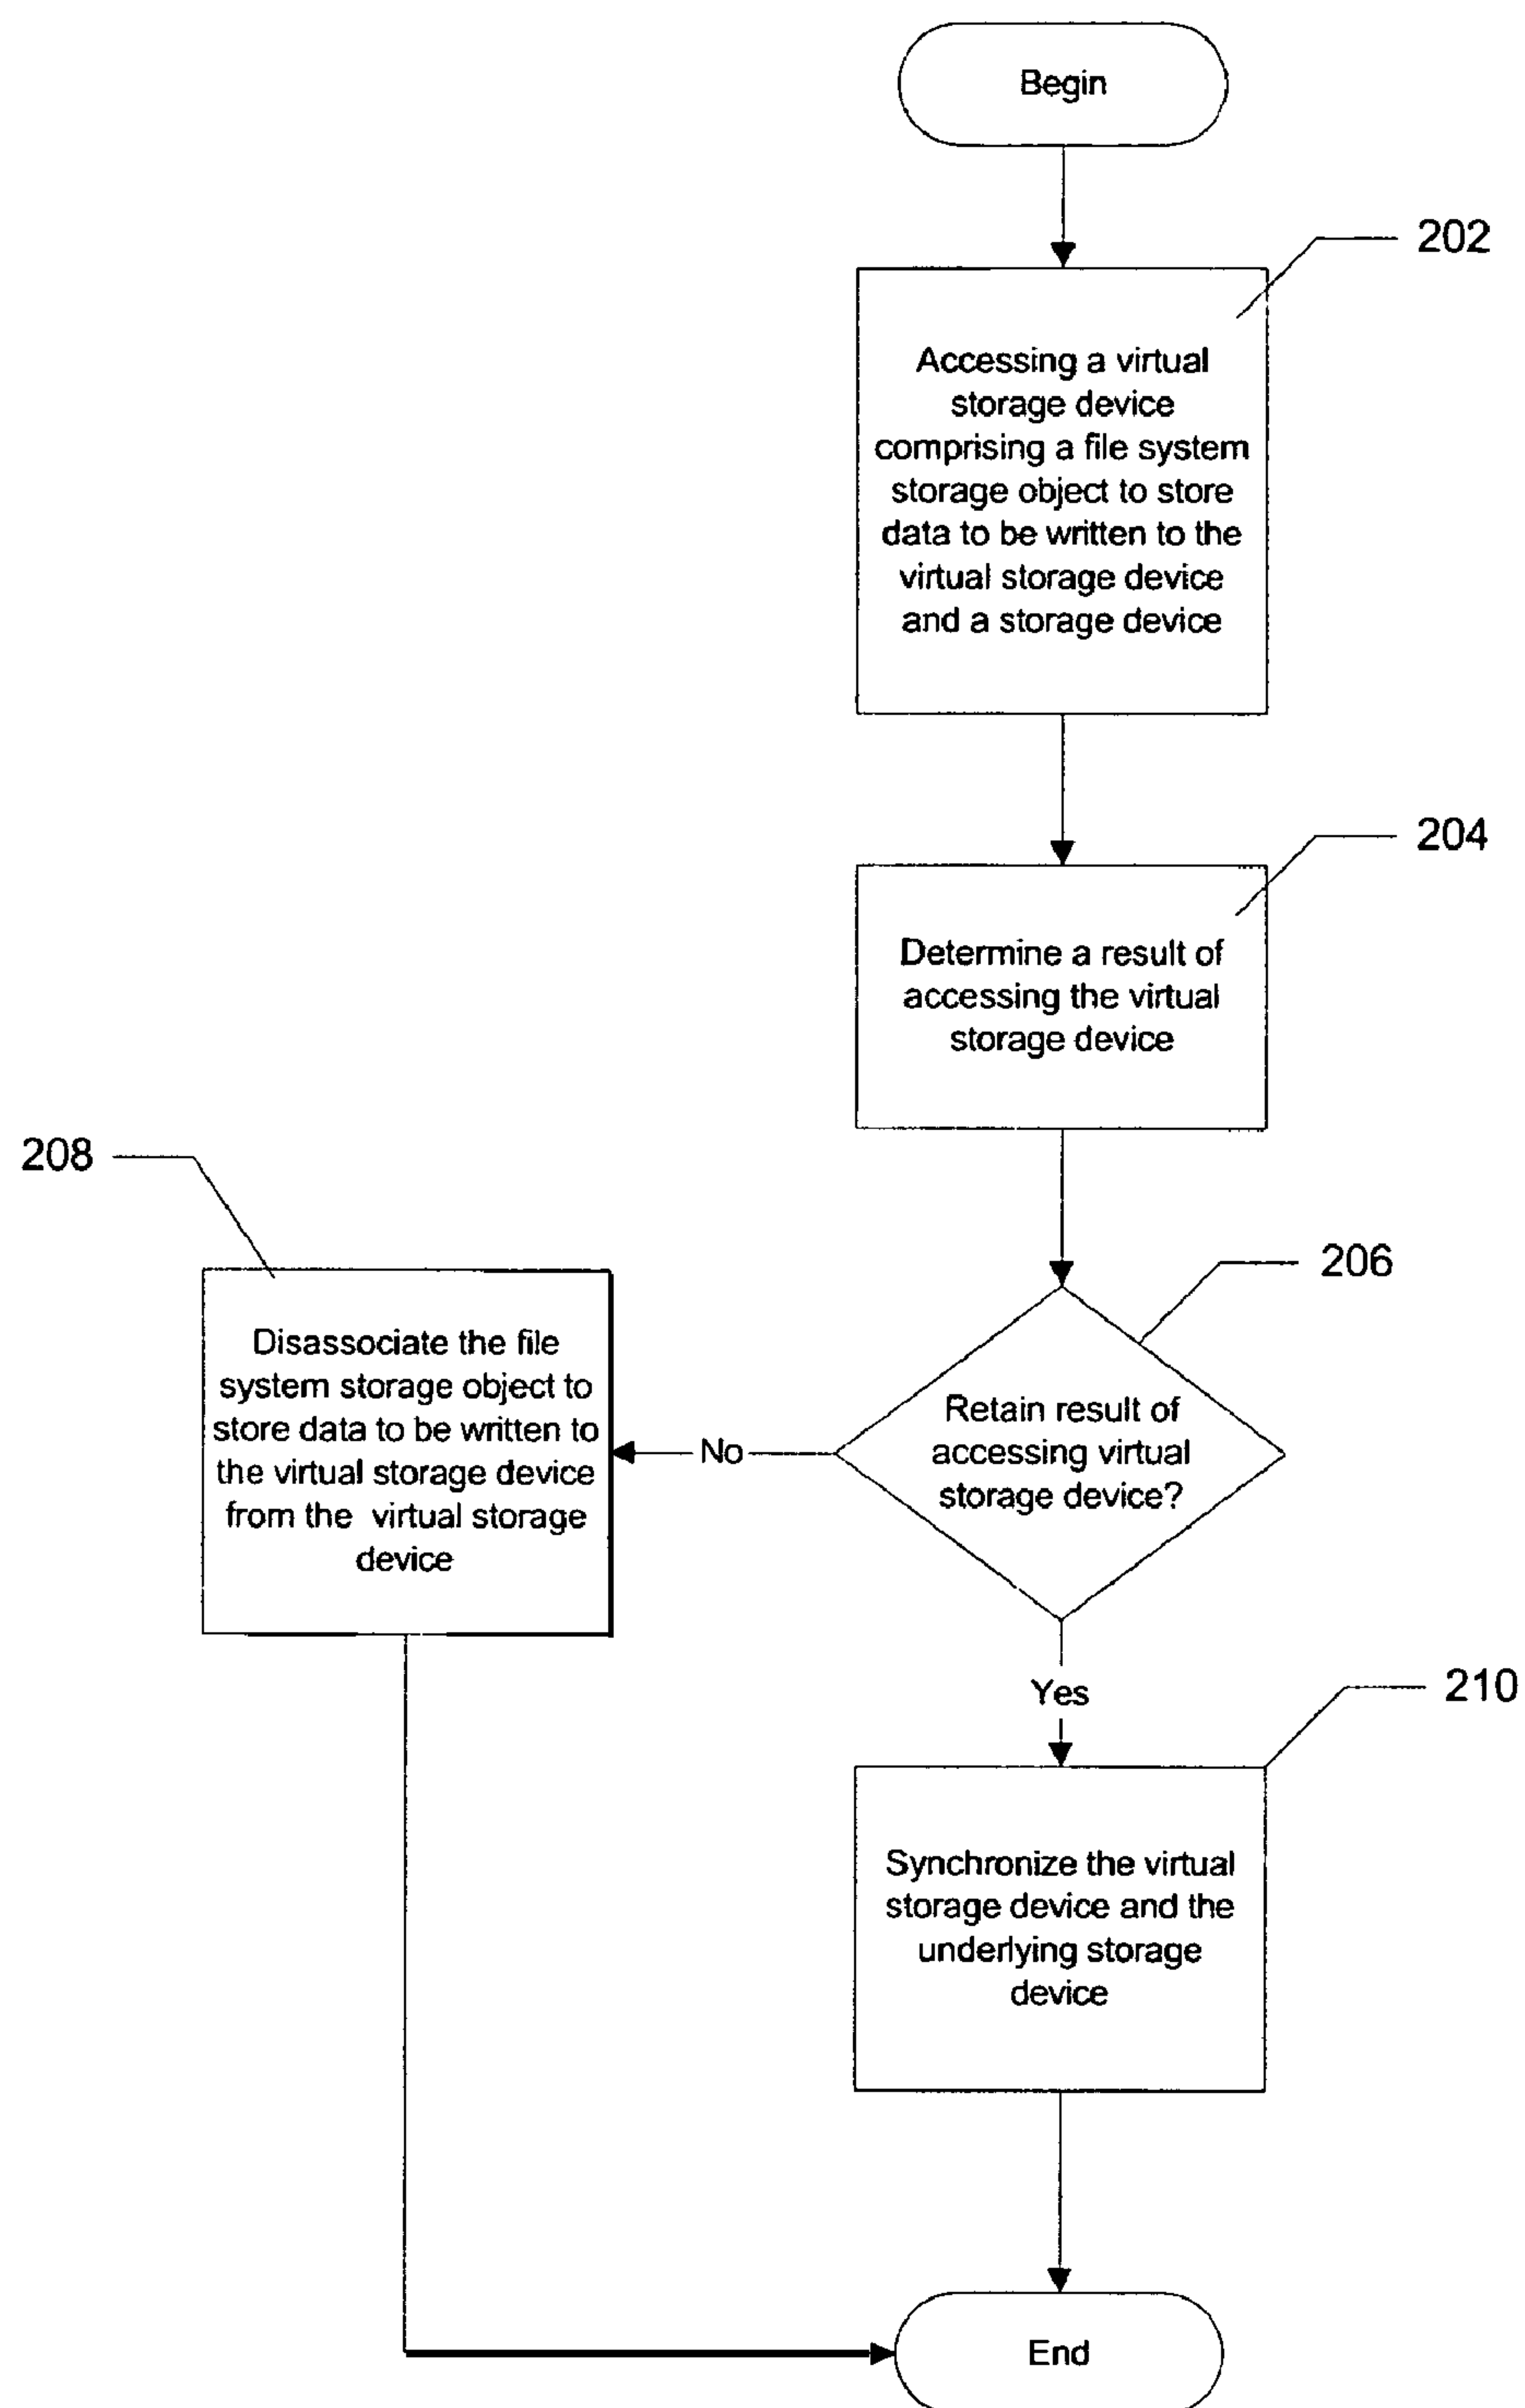 Begin
202
Accessing a virtual
storage device
comprising a file system
storage object to store
data to be written to the
virtual storage device
and a storage device
204
Determine a result of
accessing the virtual
storage device
208
206
Disassociate the file
system storage object to
store data to be written to
the virtual storage device
from the virtual storage
device
No
Retain result of
accessing virtual
storage device?
Yes
210
Synchronize the virtual
storage device and the
underlying storage
device
End